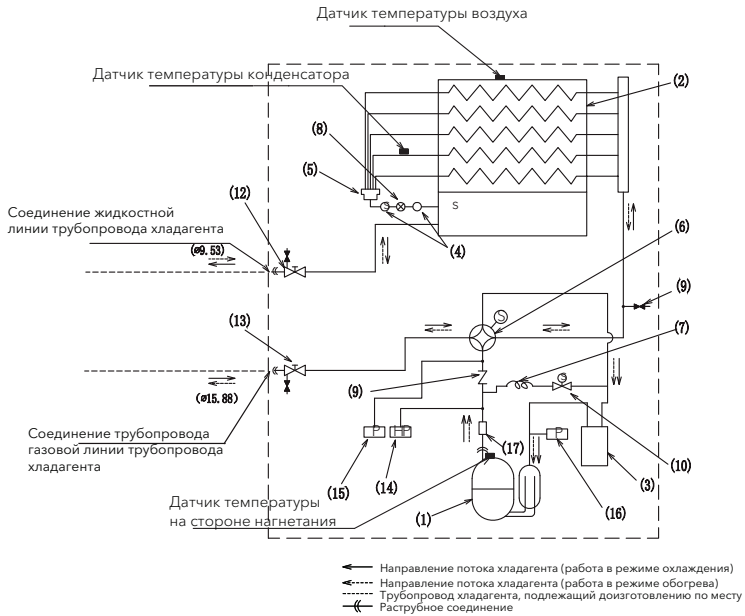 Датчик температуры воздуха
Датчик температуры конденсатора
(2)
(8)
(5)
(12)
S
S
(4)
(6)
Соединение жидкостной
линии трубопровода хладагента
(ø9.53)
(9)
S
(7)
(13)
(9)
S
(ø15.88)
Соединение трубопровода
газовой линии трубопровода
хладагента
P
HP
(17)
P
(10)
(15)
(14)
(16)
(3)
Датчик температуры
на стороне нагнетания
(1)
Направление потока хладагента (работа в режиме охлаждения)
Направление потока хладагента (работа в режиме обогрева)
Трубопровод хладагента, подлежащий доизготовлению по месту
Раструбное соединение